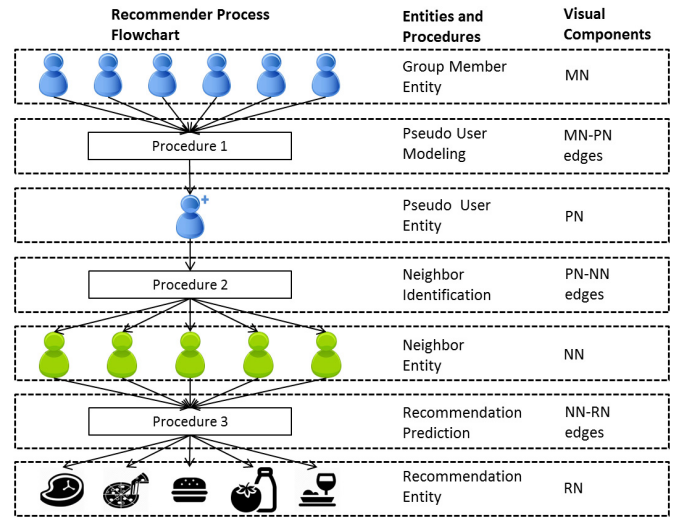 Recommender Process
Flowchart
Entities and
Procedures
Visual
Components
Group Member
Entity
MN
Procedure 1
Pseudo User
Modeling
MN-PN
edges
Pseudo User
Entity
PN
Procedure 2
Neighbor
Identification
PN-NN
edges
Neighbor
Entity
NN
Procedure 3
Recommendation
Prediction
NN-RN
edges
Recommendation
Entity
RN